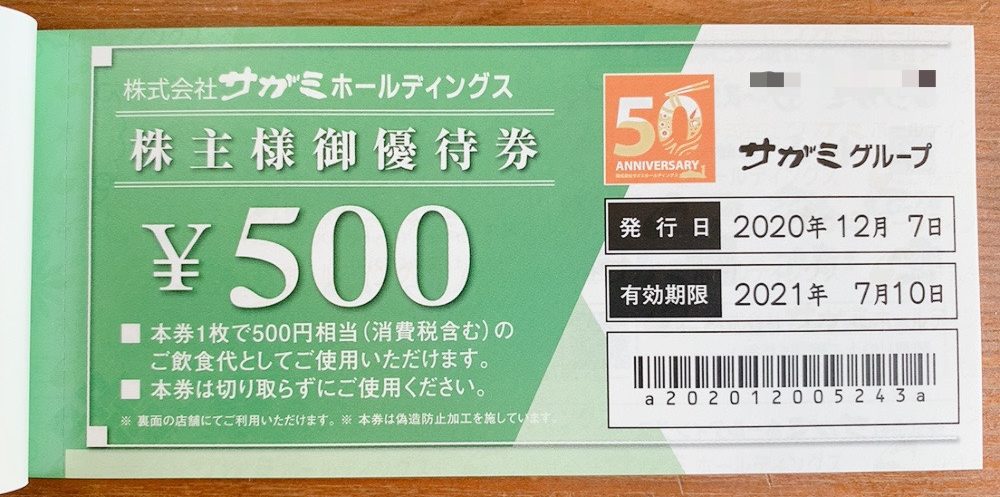 株式会社サガミホールディングス
株主様御優待券
¥500
■ 本券1枚で500円相当(消費税含む)の
ご飲食代としてご使用いただけます。
■ 本券は切り取らずにご使用ください。
※ 裏面の店舗にてご利用いただけます。※ 本券は偽造防止加工を施しています。
50
ANNIVERSARY
サガミグループ
発行日 2020年12月 7日
有効期限 2021年 7月10日
a202012005243a